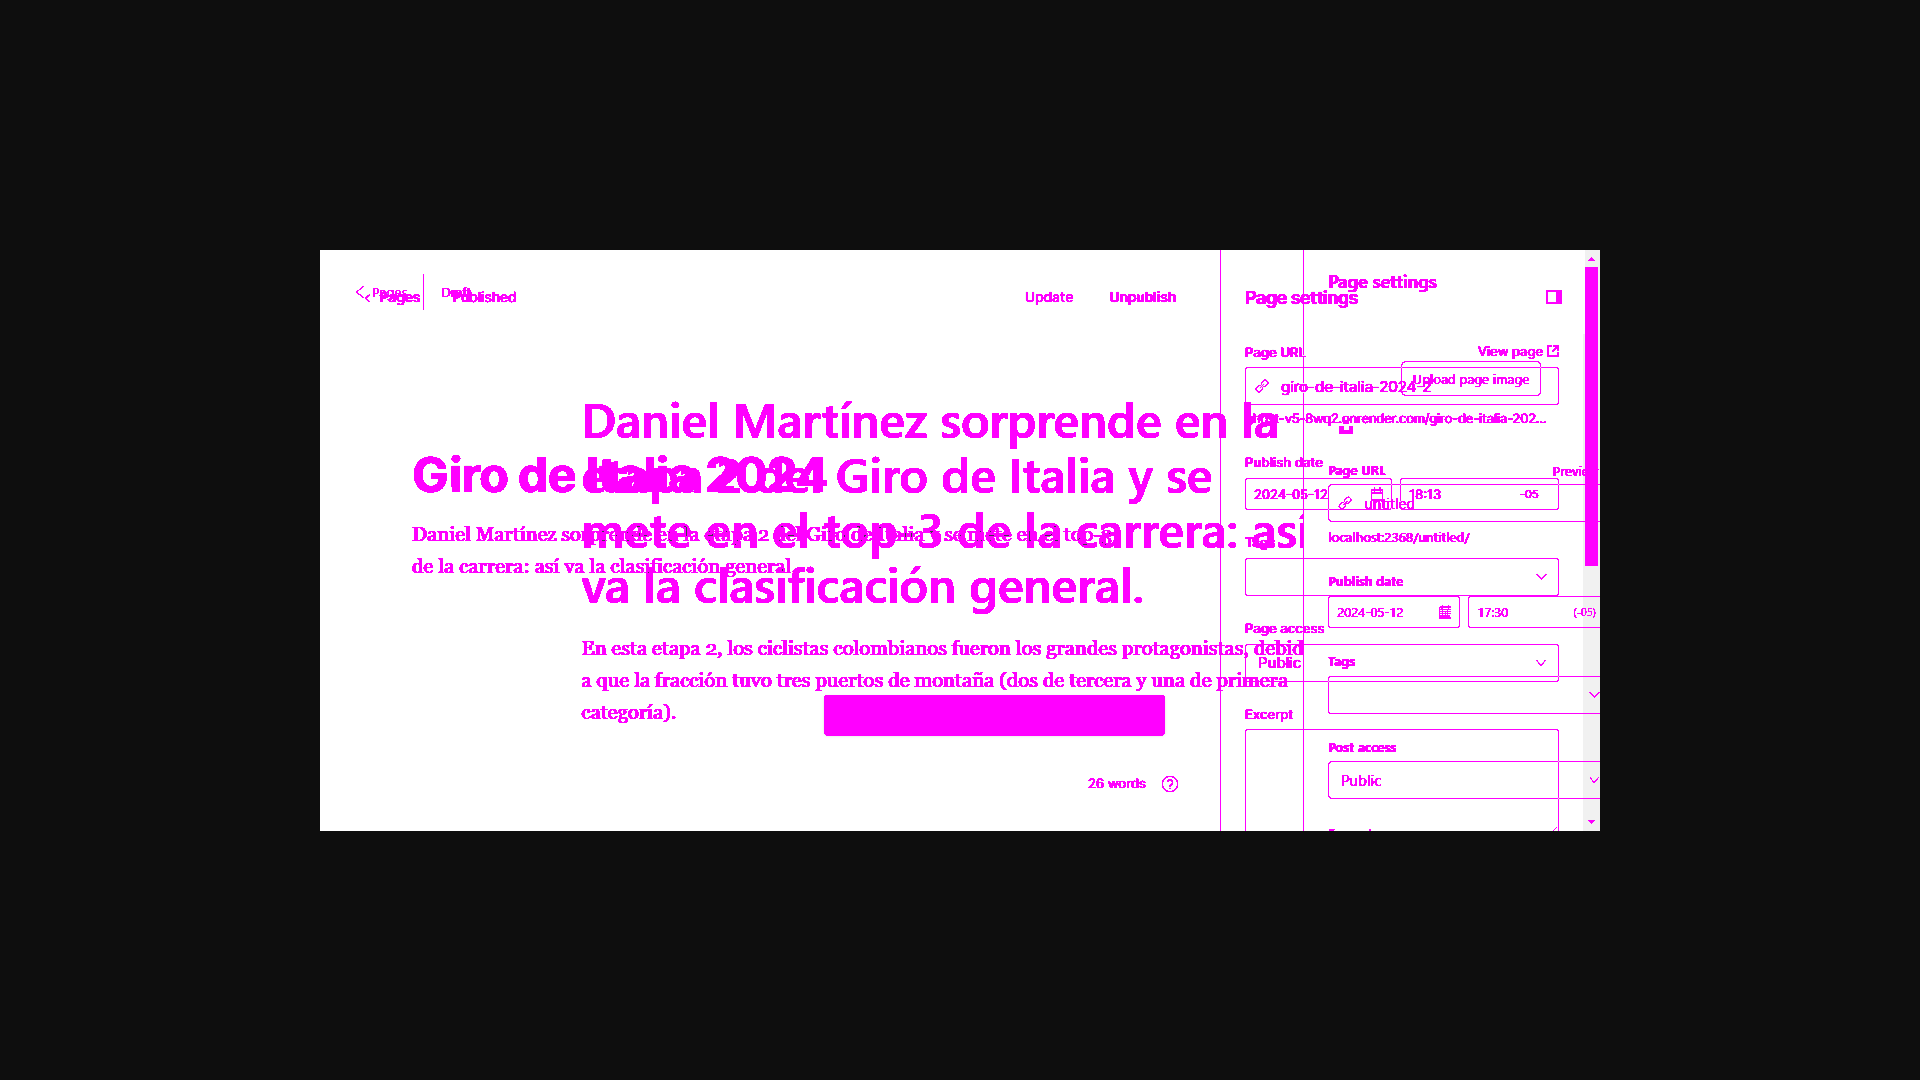 Pages
Draft
Pages
Published
Update
Unpublish
Page settings
Page settings
Page URL
View page
Upload page image
giro-de-italia-2024-2
ghost-v5-8wq2.onrender.com/giro-de-italia-202...
Daniel Martínez sorprende en la
etapa 2 del Giro de Italia y se
mete en el top-3 de la carrera: así
va la clasificación general.
Giro de Italia 2024
Daniel Martínez sorprende en la etapa 2 del Giro de Italia y se mete en el top-3
de la carrera: así va la clasificación general.
En esta etapa 2, los ciclistas colombianos fueron los grandes protagonistas, debid
a que la fracción tuvo tres puertos de montaña (dos de tercera y una de primera
categoría).
26 words
Publish date
2024-05-12
18:13
-05
Page URL
Preview
untitled
localhost:2368/untitled/
Tags
Publish date
2024-05-12
17:30
(-05)
Page access
Public
Tags
Excerpt
Post access
Public